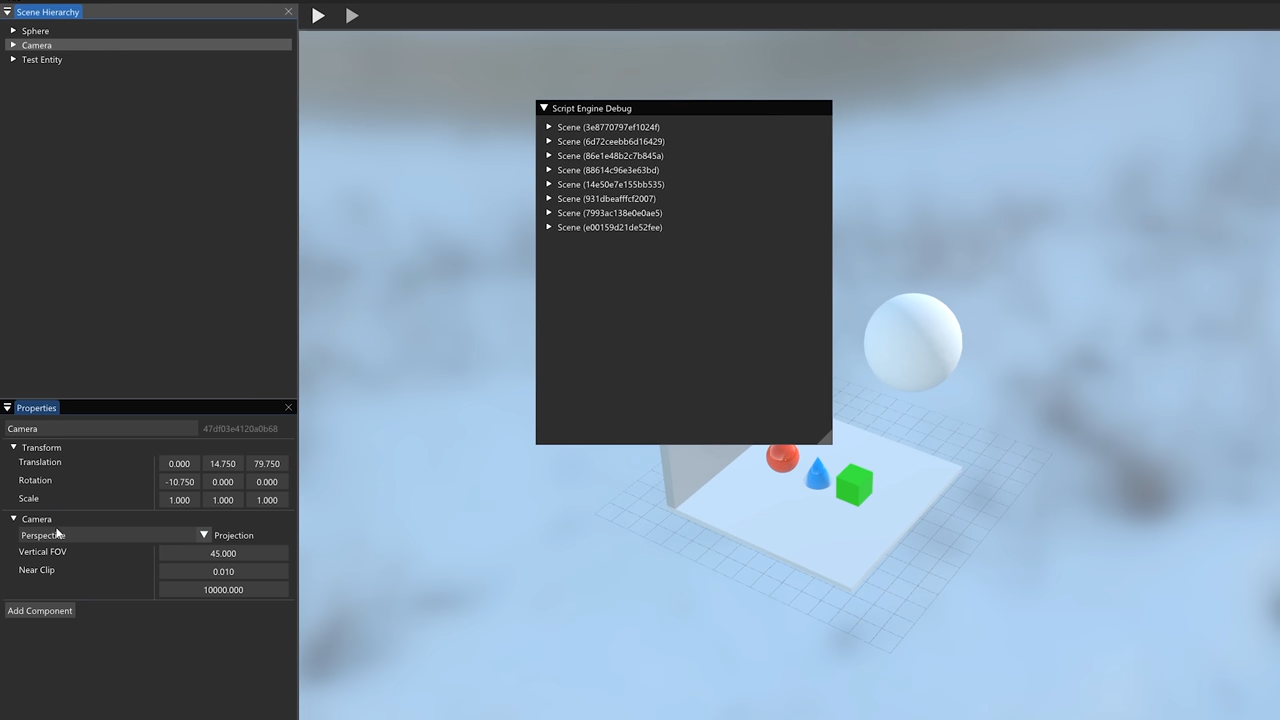 Scene Hierarchy
Sphere
Camera
Test Entity
Script Engine Debug
Scene (3e8770797ef1024f)
Scene (6d72ceebb6d16429)
Scene (86e1e48b2c7b845a)
Scene (88614c96e3e63bd)
Scene (14e50e7e155bb535)
Scene (931dbeafffcf2007)
Scene (7993ac138e0e0ae5)
Scene (e00159d21de52fee)
Properties
Camera 47df03e4120a0b68
Transform
Translation 0.000 14.750 79.750
Rotation -10.750 0.000 0.000
Scale 1.000 1.000 1.000
Camera
Perspective Projection
Vertical FOV 45.000
Near Clip 0.010
10000.000
Add Component